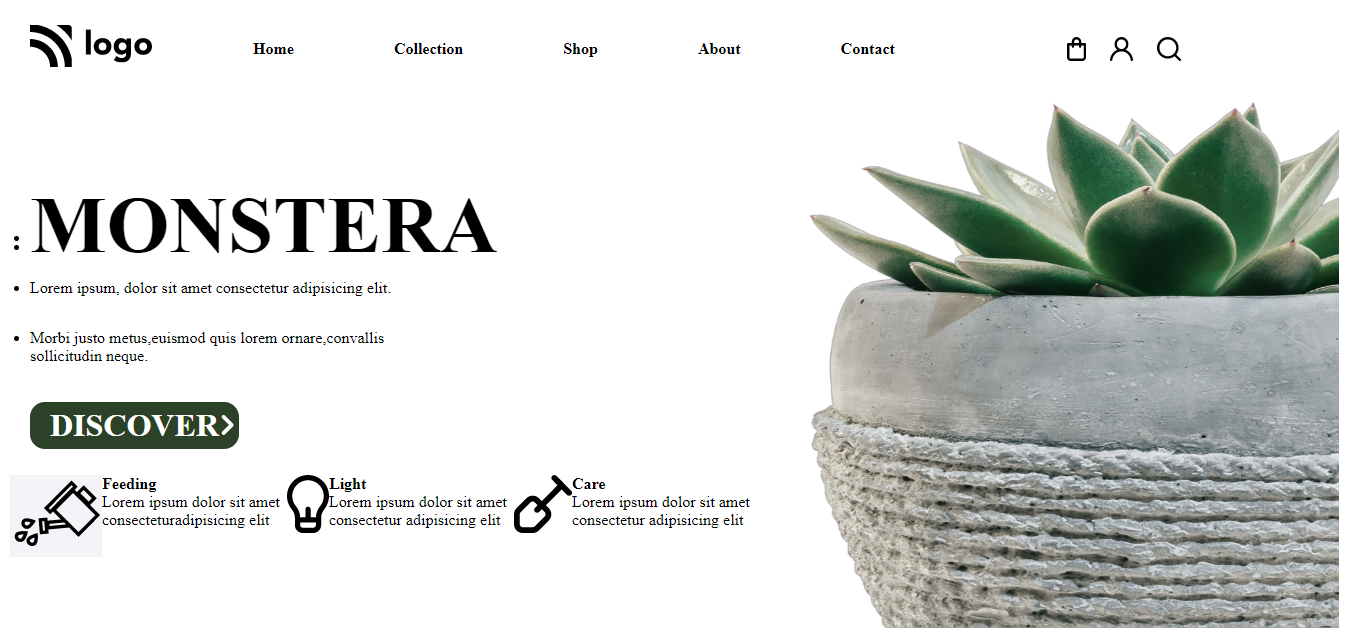 logo
Home Collection Shop About Contact
: MONSTERA
• Lorem ipsum, dolor sit amet consectetur adipisicing elit.
• Morbi justo metus,euismod quis lorem ornare,convallis
sollicitudin neque.
DISCOVER
Feeding
Lorem ipsum dolor sit amet
consecteturadipisicing elit
Light
Lorem ipsum dolor sit amet
consectetur adipisicing elit
Care
Lorem ipsum dolor sit amet
consectetur adipisicing elit